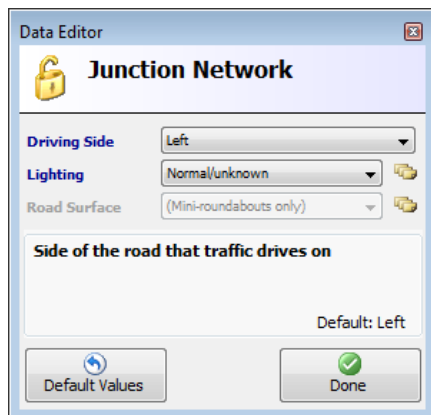 Data Editor
Junction Network
Driving Side Left
Lighting Normal/unknown
Road Surface (Mini-roundabouts only)
Side of the road that traffic drives on
Default: Left
Default Values Done